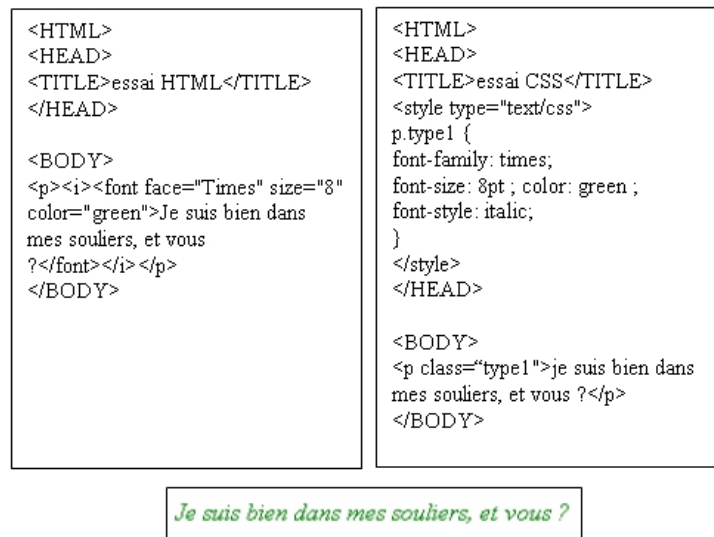 <HTML>
<HEAD>
<TITLE>essai HTML</TITLE>
</HEAD>
<BODY>
<p><i><font face="Times" size="8"
color="green">Je suis bien dans
mes souliers, et vous
?</font></i></p>
</BODY>
<HTML>
<HEAD>
<TITLE>essai CSS</TITLE>
<style type="text/css">
p.type1 {
font-family: times;
font-size: 8pt ; color: green ;
font-style: italic;
}
</style>
</HEAD>
<BODY>
<p class=“type1">je suis bien dans
mes souliers, et vous ?</p>
</BODY>
Je suis bien dans mes souliers, et vous ?